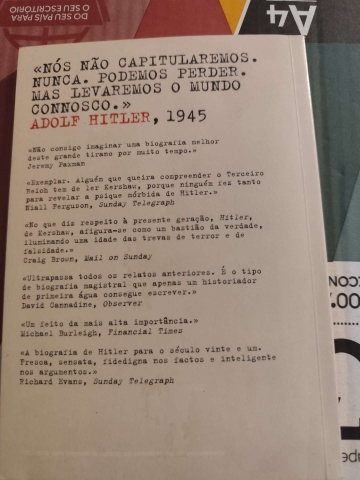 DO SEU PAÍS PARA
O SEU ESCRITÓRIO
A4
«NÓS NÃO CAPITULAREMOS.
NUNCA. PODEMOS PERDER.
MAS LEVAREMOS O MUNDO
CONNOSCO.»
ADOLF HITLER, 1945
«Não consigo imaginar uma biografia melhor
deste grande tirano por muito tempo.»
Jeremy Paxman
«Exemplar. Alguém que queira compreender o Terceiro
Reich tem de ler Kershaw, porque ninguém fez tanto
para revelar a psique mórbida de Hitler.»
Niall Ferguson, Sunday Telegraph
«No que diz respeito à presente geração, Hitler,
de Kershaw, afigura-se como um bastião da verdade,
iluminando uma idade das trevas de terror e de
falsidade.»
Craig Brown, Mail on Sunday
«Ultrapassa todos os relatos anteriores. É o tipo
de biografia magistral que apenas um historiador
de primeira água consegue escrever.»
David Cannadine, Observer
«Um feito da mais alta importância.»
Michael Burleigh, Financial Times
«A biografia de Hitler para o século vinte e um.
Fresca, sensata, fidedigna nos factos e inteligente
nos argumentos.»
Richard Evans, Sunday Telegraph